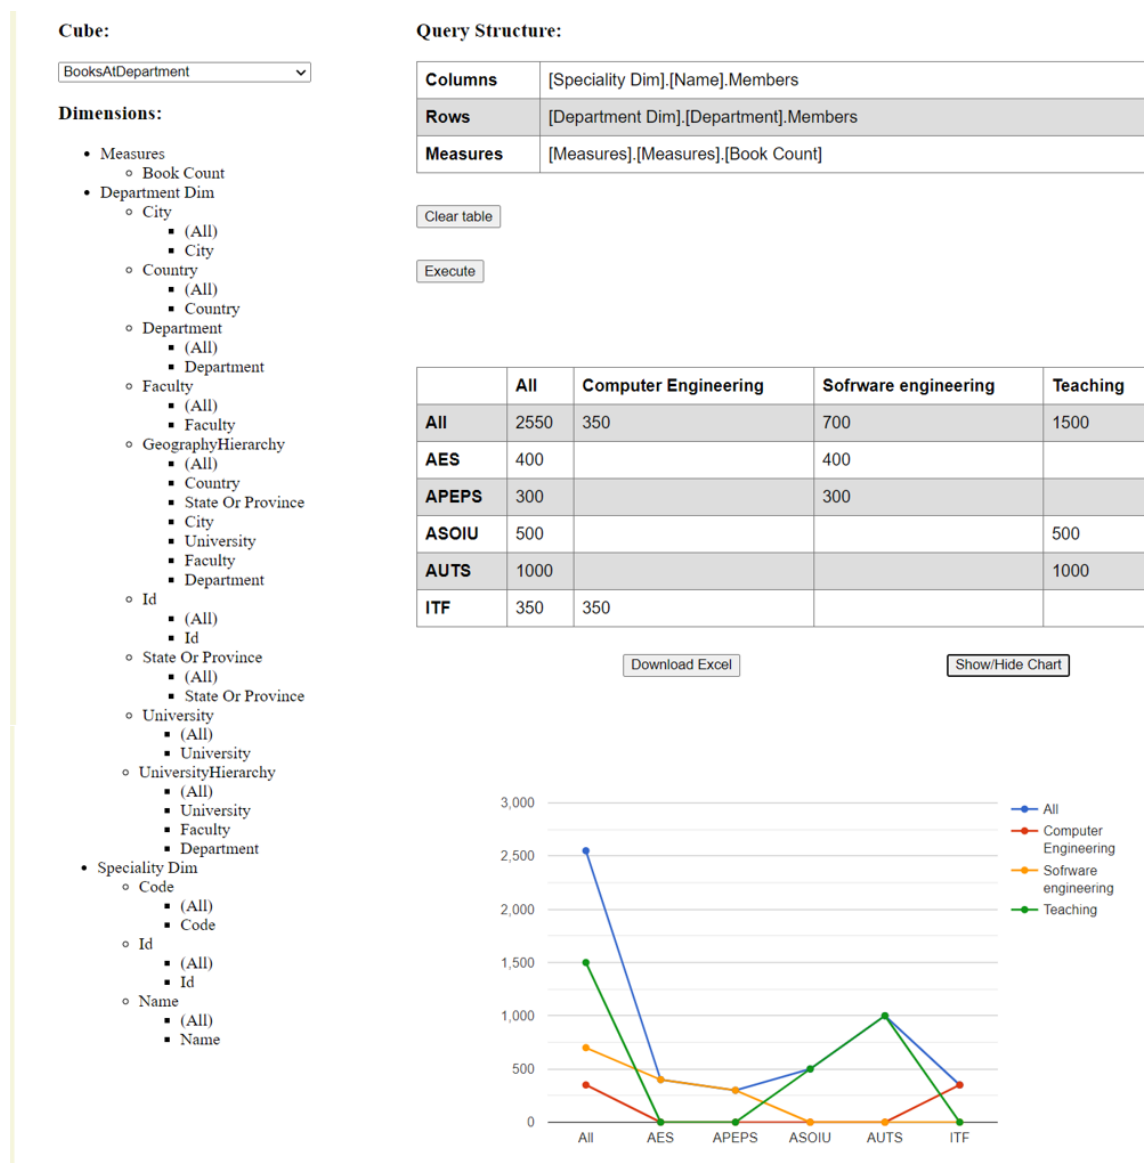 Cube:
BooksAtDepartment
Dimensions:
Measures
Book Count
Department Dim
City
(All)
City
Country
(All)
Country
Department
(All)
Department
Faculty
(All)
Faculty
GeographyHierarchy
(All)
Country
State Or Province
City
University
Faculty
Department
Id
(All)
Id
State Or Province
(All)
State Or Province
University
(All)
University
UniversityHierarchy
(All)
University
Faculty
Department
Speciality Dim
Code
(All)
Code
Id
(All)
Id
Name
(All)
Name
Query Structure:
Columns [Speciality Dim].[Name].Members
Rows [Department Dim].[Department].Members
Measures [Measures].[Measures].[Book Count]
Clear table
Execute
All Computer Engineering Sofrware engineering Teaching
All 2550 350 700 1500
AES 400 400
APEPS 300 300
ASOIU 500 500
AUTS 1000 1000
ITF 350 350
Download Excel Show/Hide Chart
3,000
2,500
2,000
1,500
1,000
500
0
All AES APEPS ASOIU AUTS ITF
All
Computer
Engineering
Sofrware
engineering
Teaching